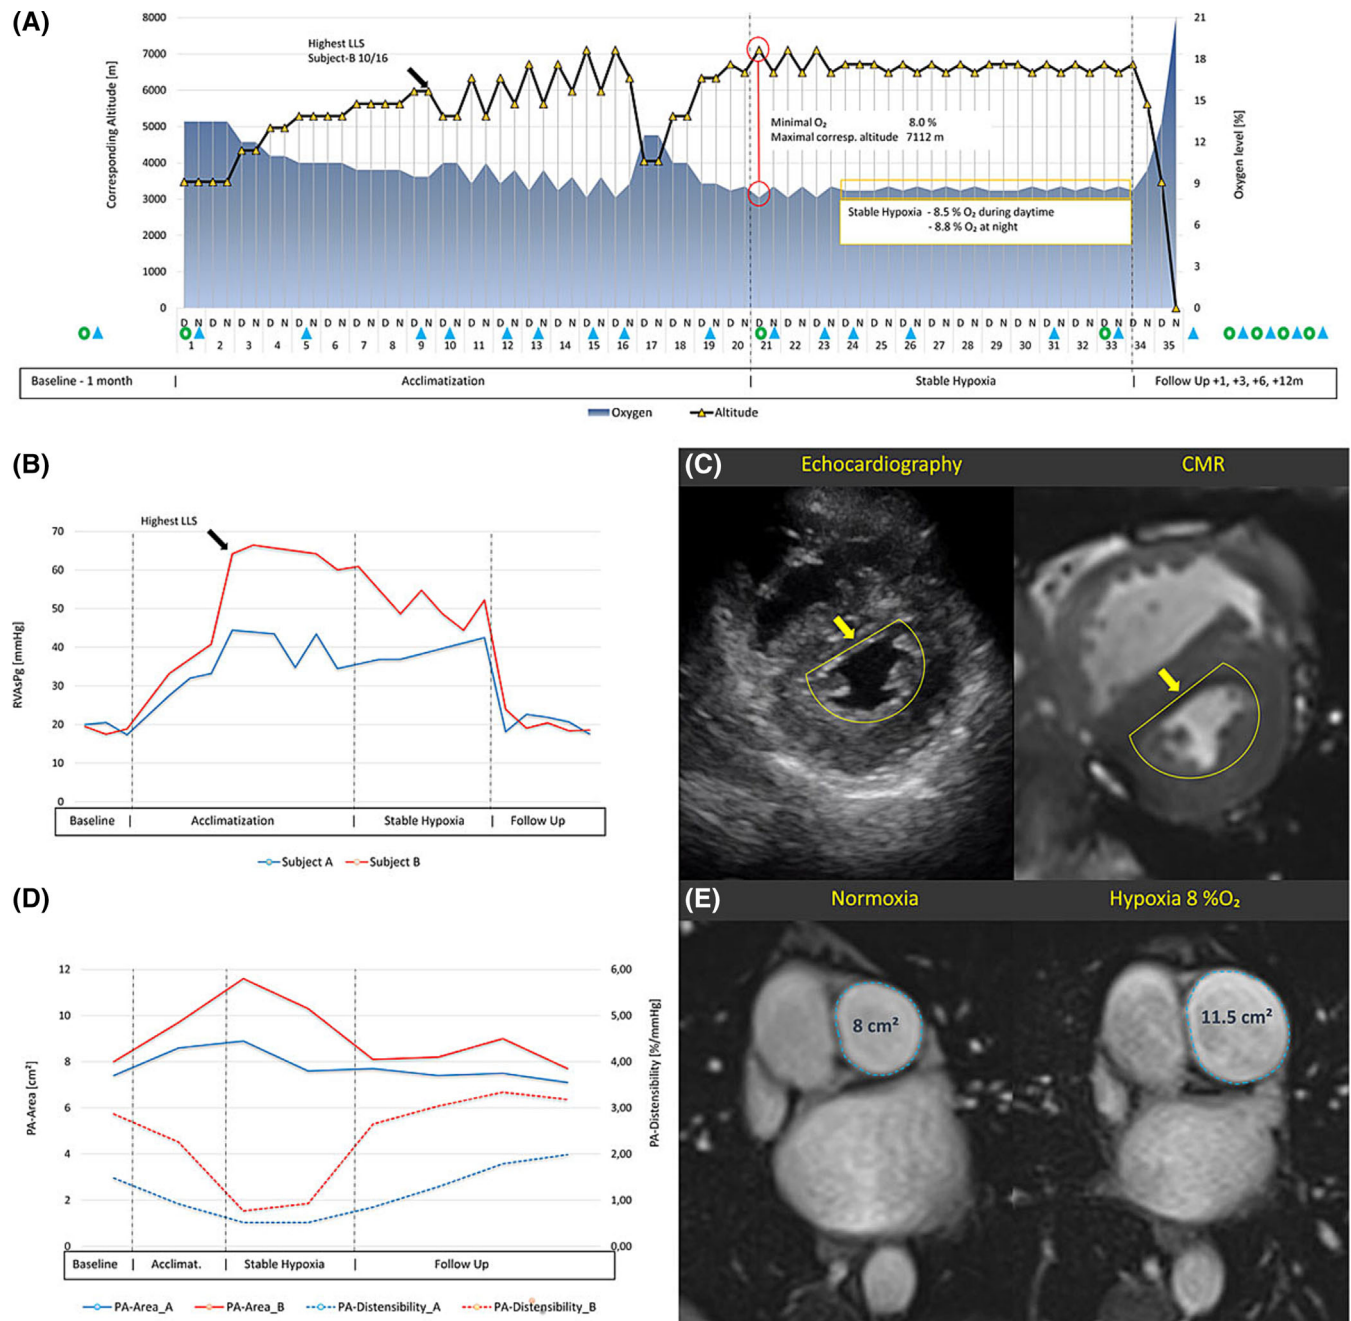 (A)
8000
7000
6000
5000
4000
3000
2000
1000
0
Corresponding Altitude [m]
21
18
15
12
9
6
3
0
Oxygen level [%]
Highest LLS
Subject-B 10/16
Minimal O₂ 8.0 %
Maximal corresp. altitude 7112 m
Stable Hypoxia - 8.5 % O₂ during daytime
- 8.8 % O₂ at night
D N D N D N D N D N D N D N D N D N D N D N D N D N D N D N D N D N D N D N D N D N D N D N D N D N D N D N D N D N D N D N D N D N D N D N
1 2 3 4 5 6 7 8 9 10 11 12 13 14 15 16 17 18 19 20 21 22 23 24 25 26 27 28 29 30 31 32 33 34 35
Baseline - 1 month | Acclimatization | Stable Hypoxia | Follow Up +1, +3, +6, +12m
Oxygen Altitude
(B)
70
60
50
40
30
20
10
0
RVAsPg [mmHg]
Highest LLS
Baseline | Acclimatization | Stable Hypoxia | Follow Up
Subject A Subject B
(C)
Echocardiography CMR
(D)
12
10
8
6
4
2
0
PA-Area [cm²]
6,00
5,00
4,00
3,00
2,00
1,00
0,00
PA-Distensibility [%/mmHg]
Baseline | Acclimat. | Stable Hypoxia | Follow Up
PA-Area_A PA-Area_B PA-Distensibility_A PA-Distensibility_B
(E)
Normoxia Hypoxia 8 %O₂
8 cm² 11.5 cm²